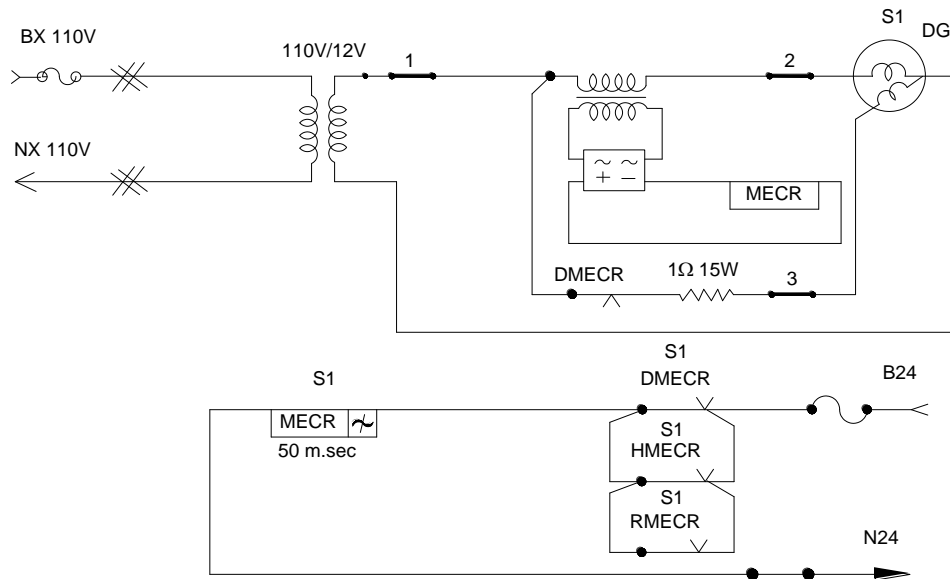 S1
BX 110V
DG
110V/12V
1
2
NX 110V
~ ~
+ −
MECR
DMECR
1Ω 15W
3
S1
S1
DMECR
B24
MECR
50 m.sec
S1
HMECR
S1
RMECR
N24